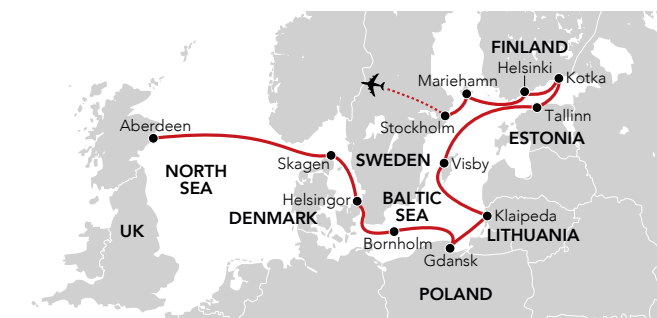 FINLAND
Helsinki
Mariehamn
Kotka
Aberdeen
Stockholm
Tallinn
ESTONIA
Skagen
SWEDEN
Visby
NORTH
SEA
Helsingor
BALTIC
SEA
DENMARK
Klaipeda
UK
LITHUANIA
Bornholm
Gdansk
POLAND